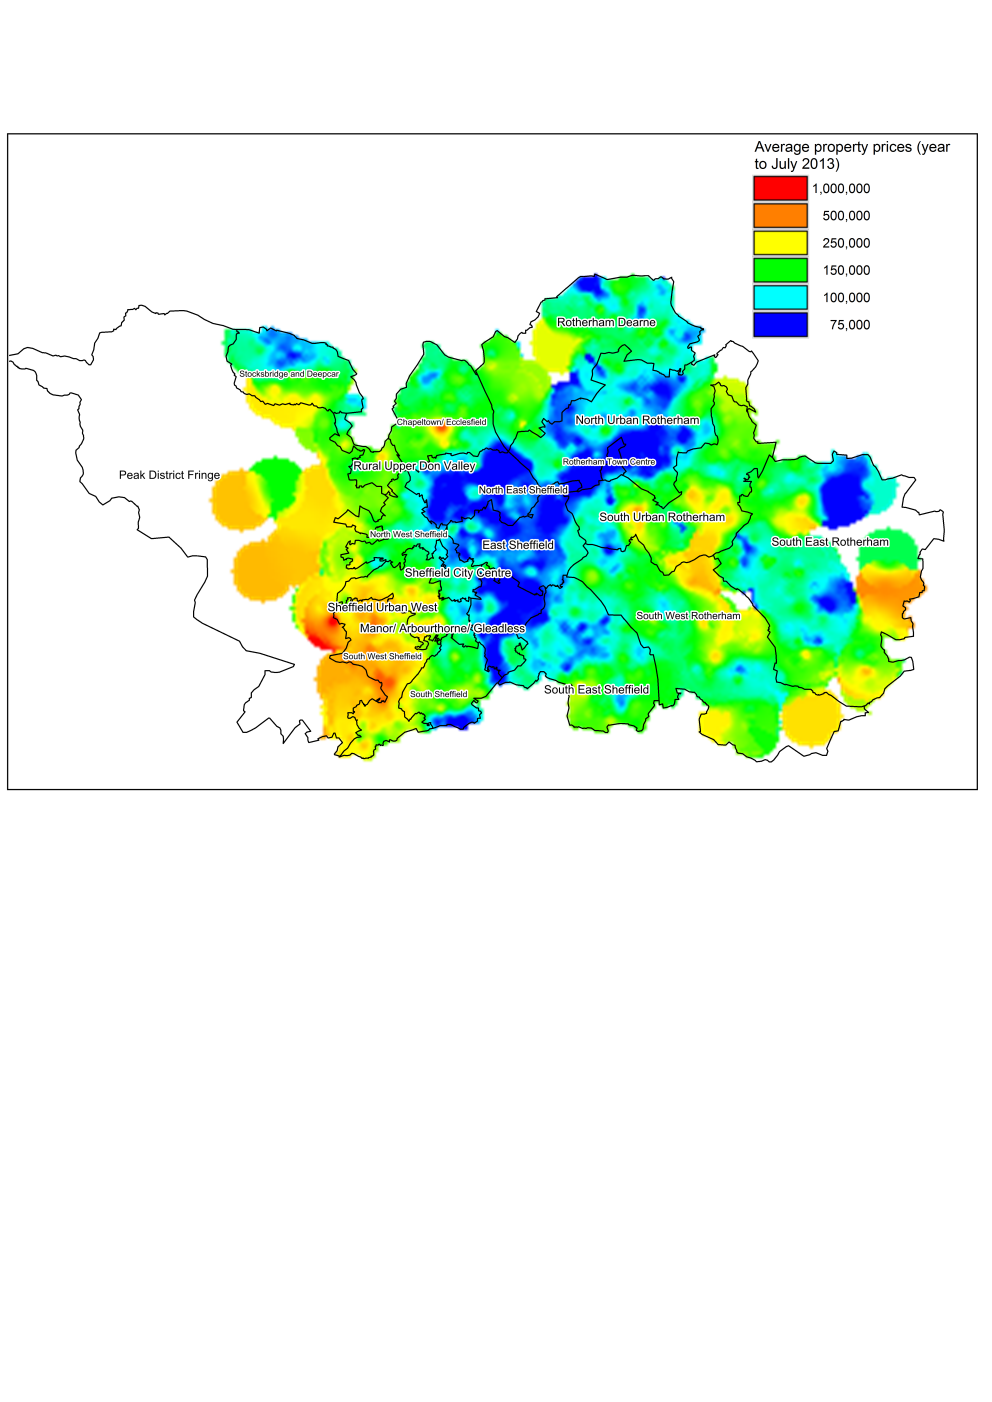 Average property prices (year
to July 2013)
1,000,000
500,000
250,000
150,000
100,000
75,000
Rotherham Dearne
Stocksbridge and Deepcar
Chapeltown/ Ecclesfield
North Urban Rotherham
Rural Upper Don Valley
Rotherham Town Centre
Peak District Fringe
North East Sheffield
South Urban Rotherham
North West Sheffield
East Sheffield
South East Rotherham
Sheffield City Centre
Sheffield Urban West
South West Rotherham
Manor/ Arbourthorne/ Gleadless
South West Sheffield
South Sheffield
South East Sheffield